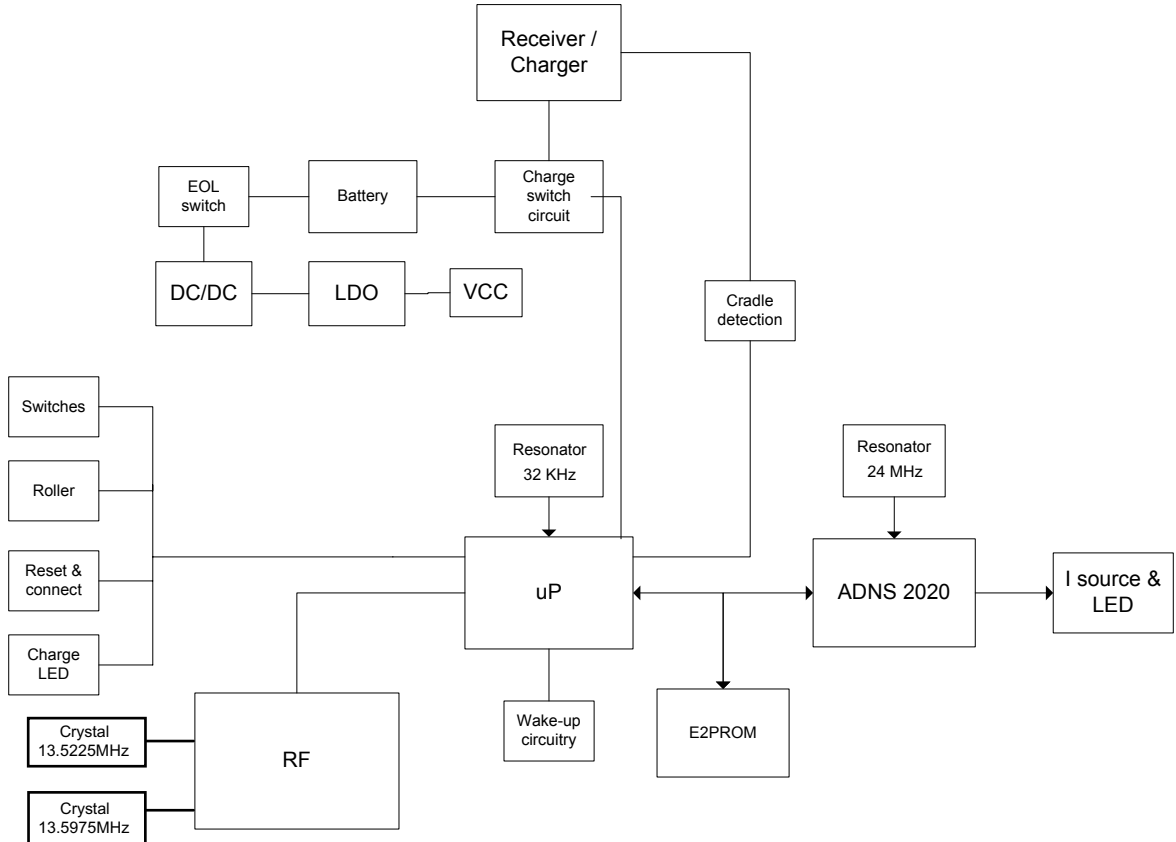 Receiver /
Charger
EOL
switch
Battery
Charge
switch
circuit
DC/DC
LDO
VCC
Cradle
detection
Switches
Resonator
32 KHz
Resonator
24 MHz
Roller
Reset &
connect
uP
ADNS 2020
I source &
LED
Charge
LED
Crystal
13.5225MHz
RF
Wake-up
circuitry
E2PROM
Crystal
13.5975MHz